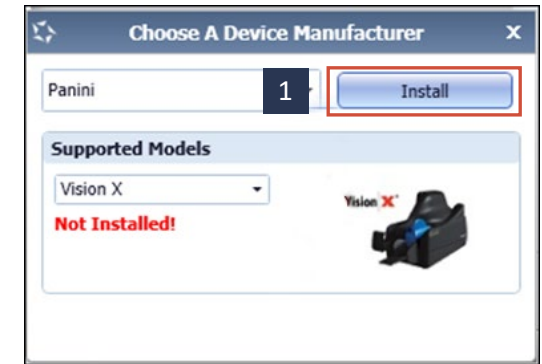 Choose A Device Manufacturer x
Panini 1 Install
Supported Models
Vision X
Vision X
Not Installed!